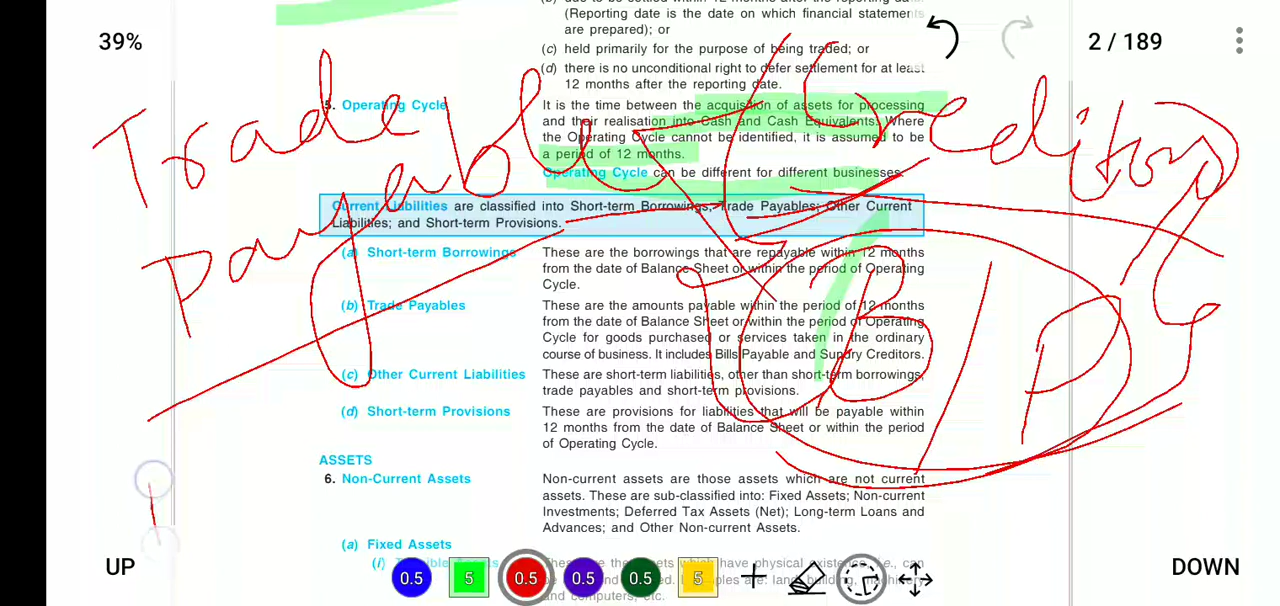 (Reporting date is the date on which financial statements
39%
2 / 189
are prepared); or
(c) held primarily for the purpose of being traded; or
(d) there is no unconditional right to defer settlement for at least
12 months after the reporting date.
5. Operating Cycle It is the time between the acquisition of assets for processing
and their realisation into Cash and Cash Equivalents. Where
the Operating Cycle cannot be identified, it is assumed to be
a period of 12 months.
Operating Cycle can be different for different businesses.
Trade
Payable
Creditors
B/P
Current Liabilities are classified into Short-term Borrowings; Trade Payables; Other Current
Liabilities; and Short-term Provisions.
(a) Short-term Borrowings These are the borrowings that are repayable within 12 months
from the date of Balance Sheet or within the period of Operating
Cycle.
(b) Trade Payables These are the amounts payable within the period of 12 months
from the date of Balance Sheet or within the period of Operating
Cycle for goods purchased or services taken in the ordinary
course of business. It includes Bills Payable and Sundry Creditors.
(c) Other Current Liabilities These are short-term liabilities, other than short-term borrowings,
trade payables and short-term provisions.
(d) Short-term Provisions These are provisions for liabilities that will be payable within
12 months from the date of Balance Sheet or within the period
of Operating Cycle.
ASSETS
6. Non-Current Assets Non-current assets are those assets which are not current
assets. These are sub-classified into: Fixed Assets; Non-current
Investments; Deferred Tax Assets (Net); Long-term Loans and
Advances; and Other Non-current Assets.
(a) Fixed Assets
UP
DOWN
(i) have physical existence, i.e., can
0.5 5 0.5 0.5 0.5 5
and computers, etc.